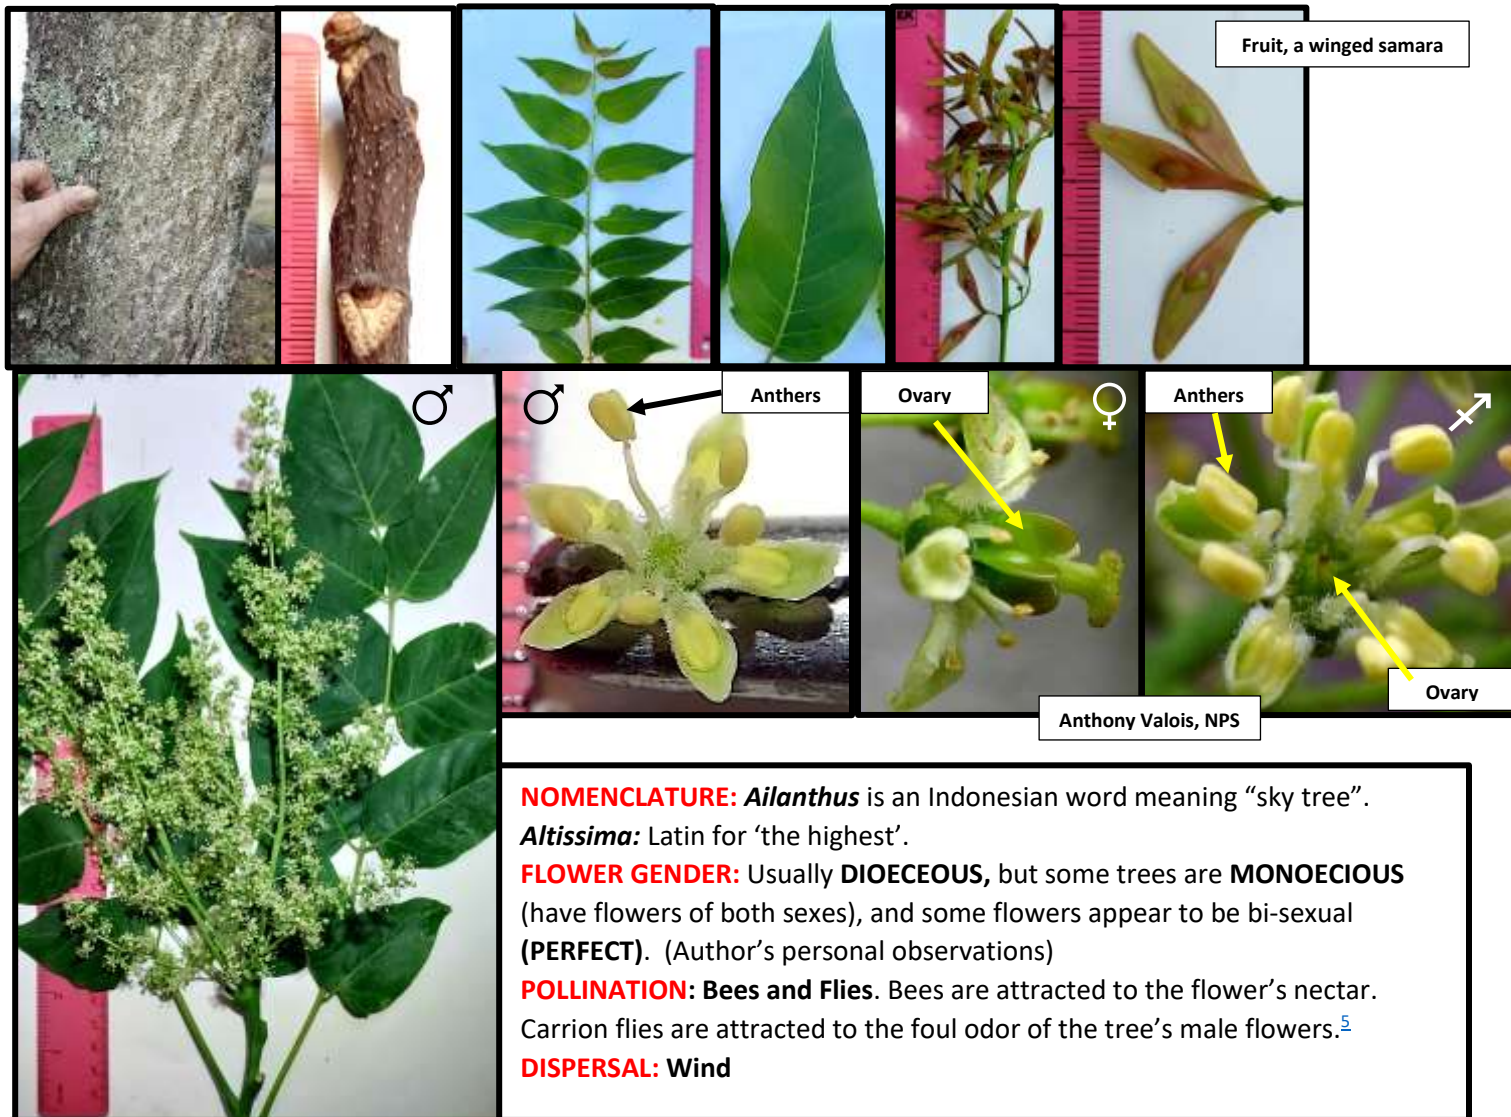 Fruit, a winged samara
Anthers
Ovary
Anthers
Ovary
Anthony Valois, NPS
NOMENCLATURE: Ailanthus is an Indonesian word meaning “sky tree”.
Altissima: Latin for ‘the highest’.
FLOWER GENDER: Usually DIOECEOUS, but some trees are MONOECIOUS
(have flowers of both sexes), and some flowers appear to be bi-sexual
(PERFECT). (Author’s personal observations)
POLLINATION: Bees and Flies. Bees are attracted to the flower’s nectar.
Carrion flies are attracted to the foul odor of the tree’s male flowers.5
DISPERSAL: Wind